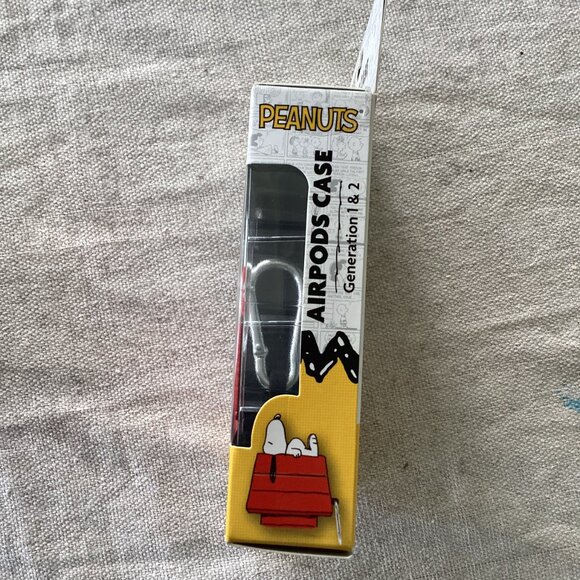 PEANUTS®
AIRPODS CASE
Generation 1 & 2